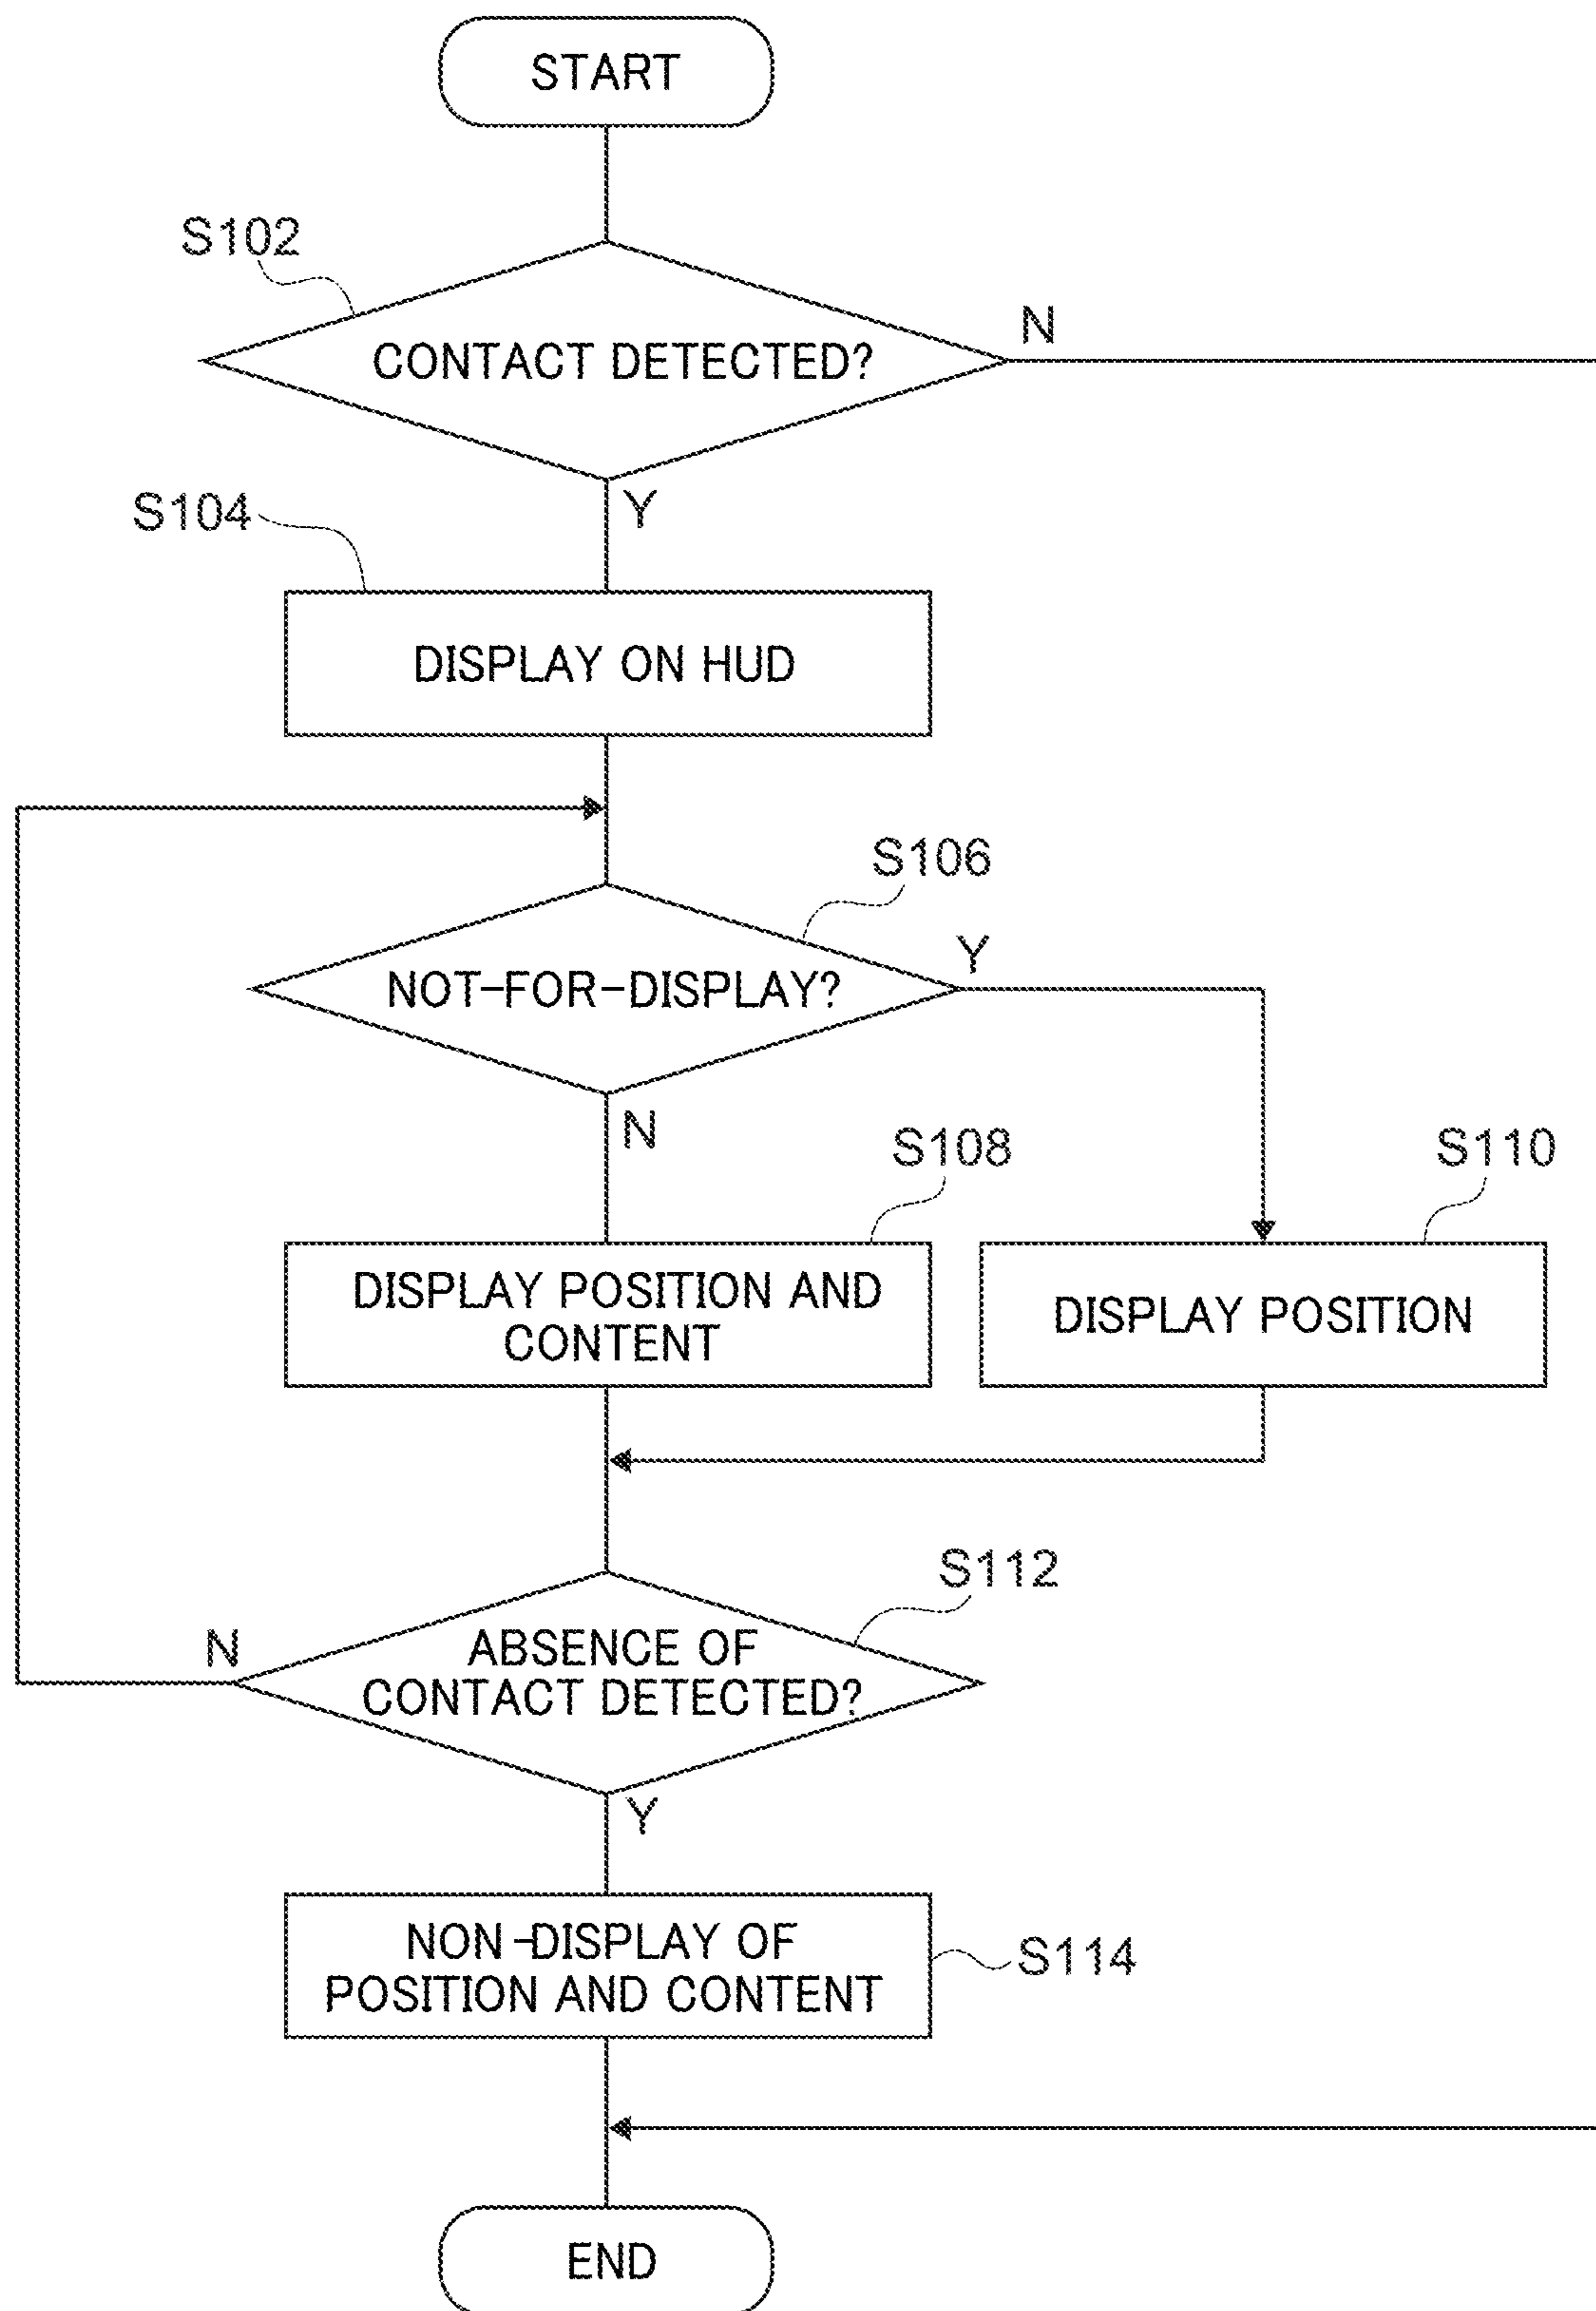 START
S102
CONTACT DETECTED?
N
Y
S104
DISPLAY ON HUD
S106
NOT-FOR-DISPLAY?
Y
N
S108
S110
DISPLAY POSITION AND
CONTENT
DISPLAY POSITION
S112
ABSENCE OF
CONTACT DETECTED?
N
Y
NON-DISPLAY OF
POSITION AND CONTENT
S114
END